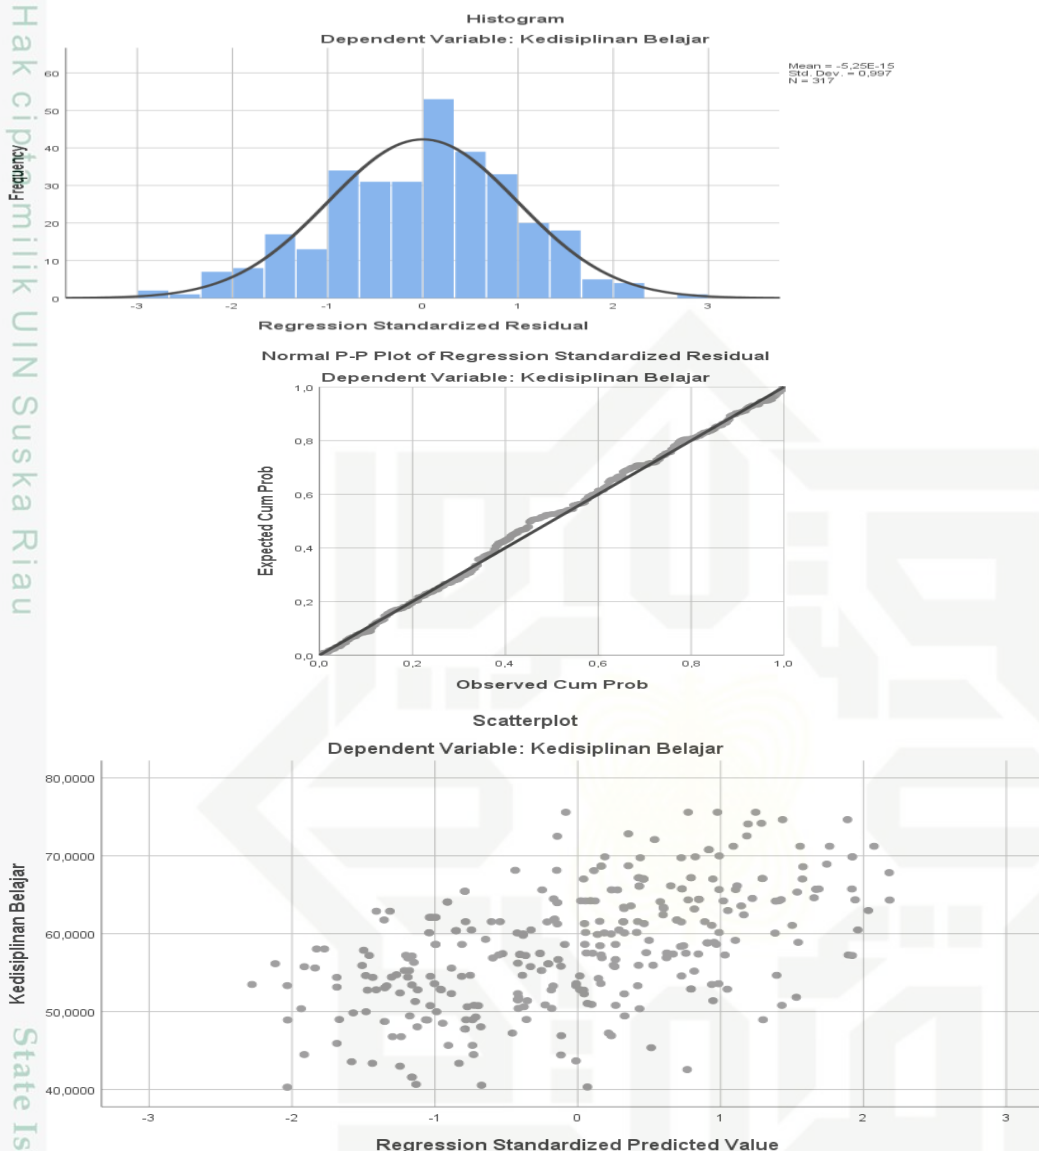 Hak cipta milik UIN Suska Riau
State Is
Histogram
Dependent Variable: Kedisiplinan Belajar
Mean = -5,25E-15
Std. Dev. = 0,997
N = 317
Frequency
60
50
40
30
20
10
0
-3 -2 -1 0 1 2 3
Regression Standardized Residual
Normal P-P Plot of Regression Standardized Residual
Dependent Variable: Kedisiplinan Belajar
Expected Cum Prob
1,0
0,8
0,6
0,4
0,2
0,0
0,0 0,2 0,4 0,6 0,8 1,0
Observed Cum Prob
Scatterplot
Dependent Variable: Kedisiplinan Belajar
Kedisiplinan Belajar
80,0000
70,0000
60,0000
50,0000
40,0000
-3 -2 -1 -0 1 2 3
Regression Standardized Predicted Value